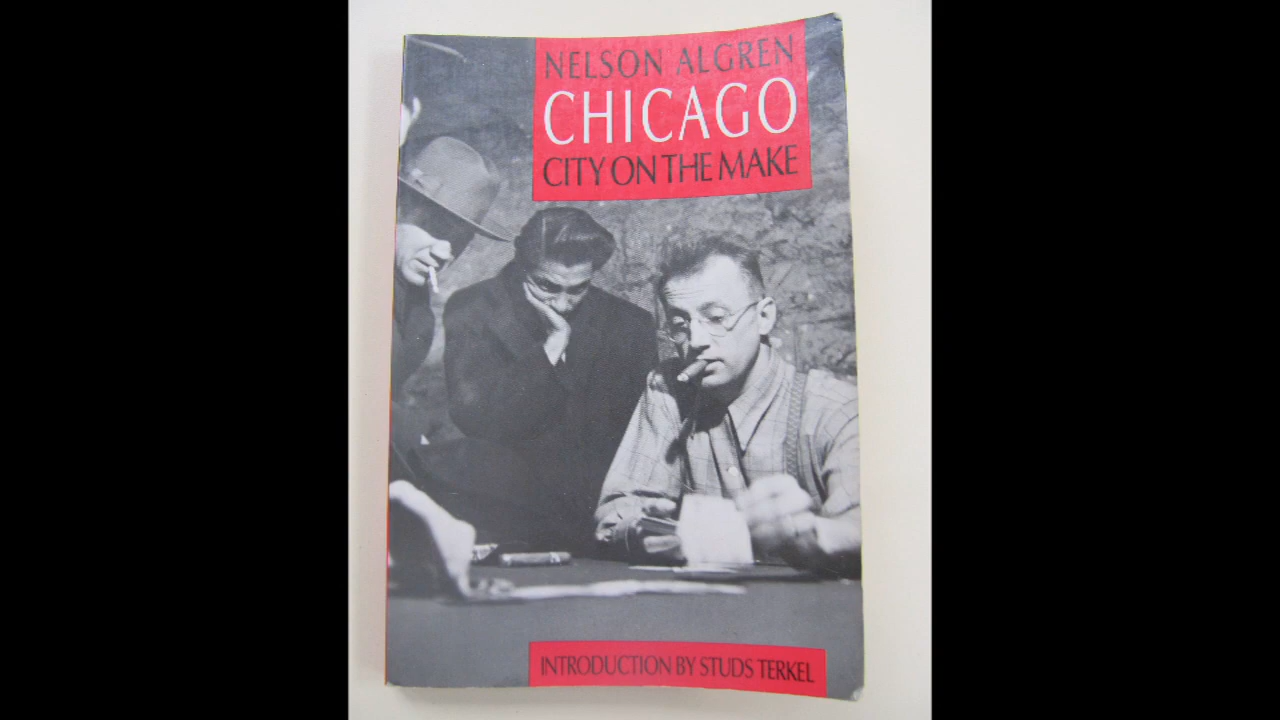 NELSON ALGREN
CHICAGO
CITY ON THE MAKE
INTRODUCTION BY STUDS TERKEL